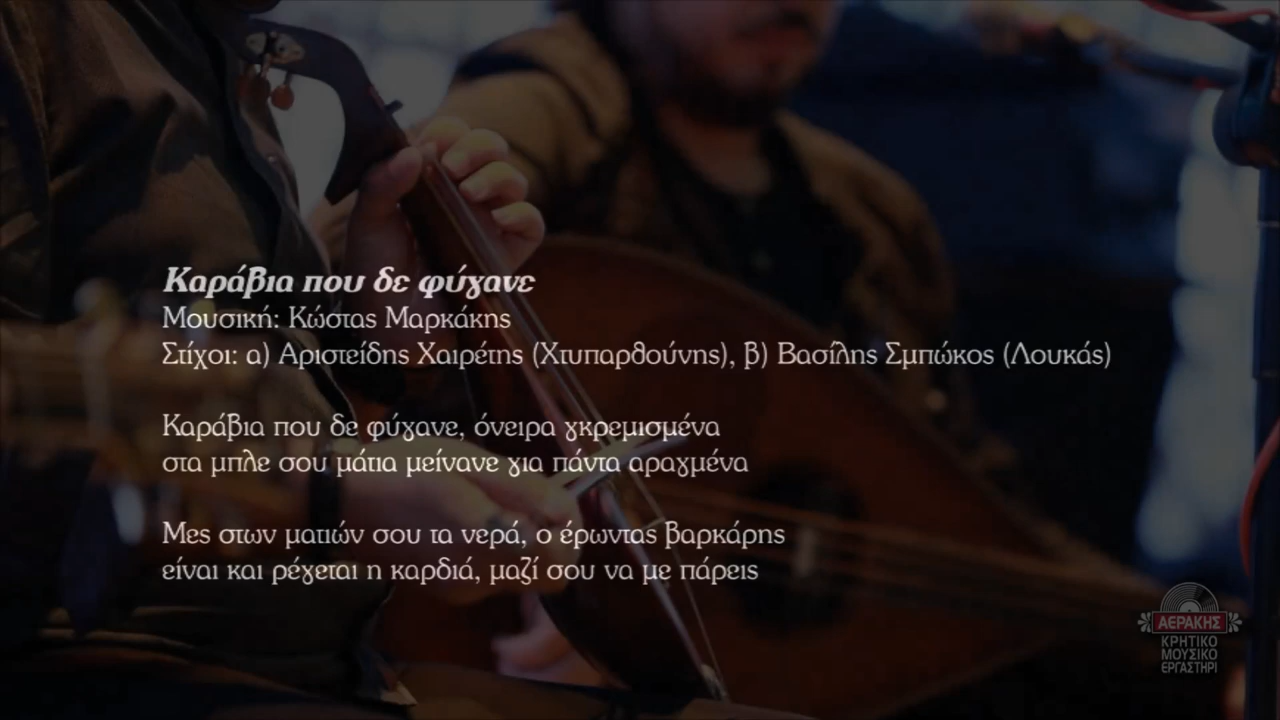 Καράβια που δε φύγανε
Μουσική: Κώστας Μαρκάκης
Στίχοι: α) Αριστείδης Χαιρέτης (Χτυπαρθούνης), β) Βασίλης Σμπώκος (Λουκάς)
Καράβια που δε φύγανε, όνειρα γκρεμισμένα
στα μπλε σου μάτια μείνανε για πάντα αραγμένα
Μες στων ματιών σου τα νερά, ο έρωντας βαρκάρης
είναι και ρέγεται η καρδιά, μαζί σου να με πάρεις
ΑΕΡΑΚΗΣ
ΚΡΗΤΙΚΟ
ΜΟΥΣΙΚΟ
ΕΡΓΑΣΤΗΡΙ